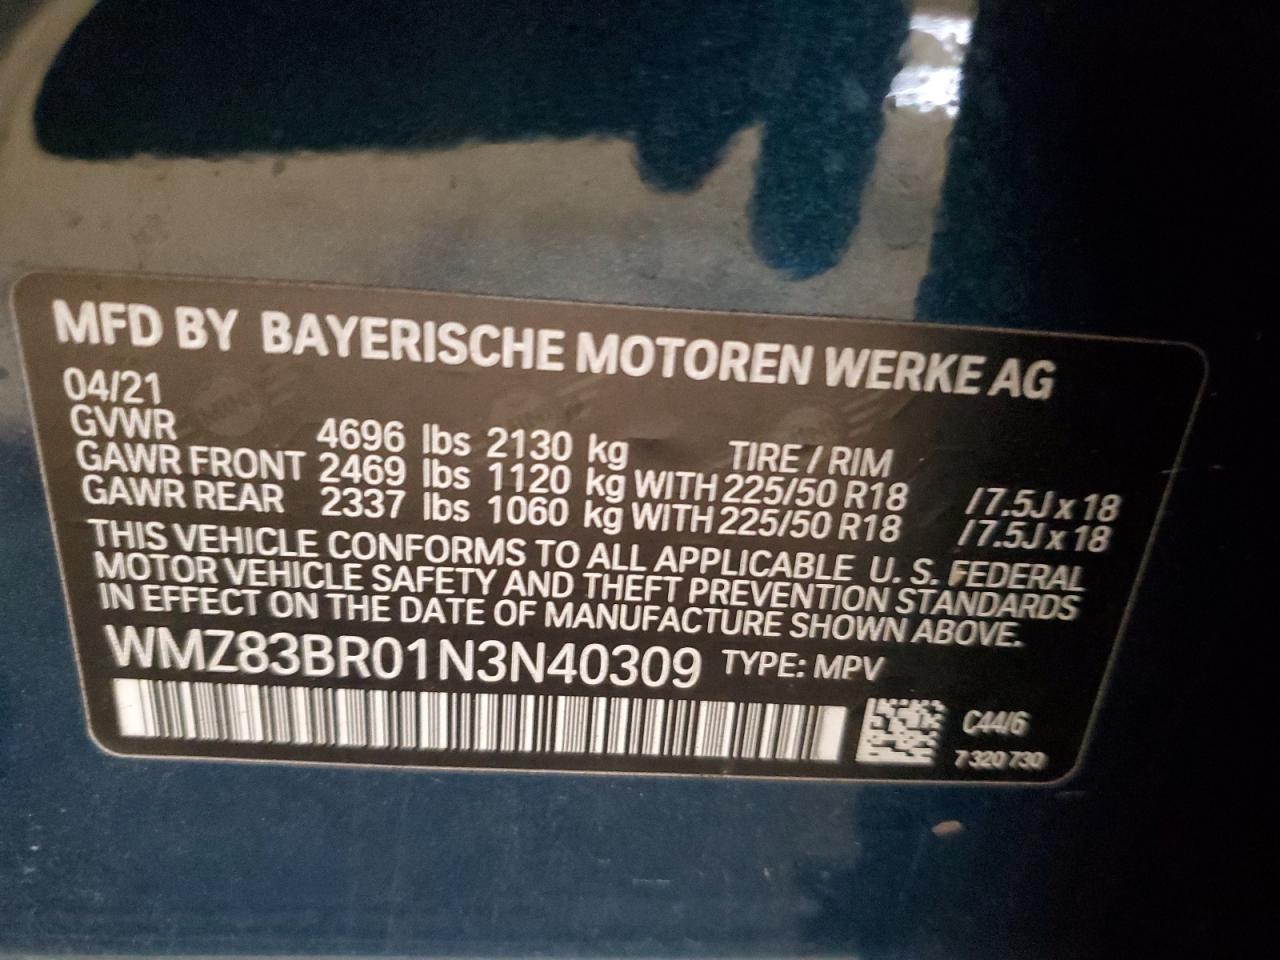 MFD BY BAYERISCHE MOTOREN WERKE AG
04/21
GVWR 4696 lbs 2130 kg TIRE / RIM
GAWR FRONT 2469 lbs 1120 kg WITH 225/50 R18 / 7.5J x 18
GAWR REAR 2337 lbs 1060 kg WITH 225/50 R18 / 7.5J x 18
THIS VEHICLE CONFORMS TO ALL APPLICABLE U. S. FEDERAL
MOTOR VEHICLE SAFETY AND THEFT PREVENTION STANDARDS
IN EFFECT ON THE DATE OF MANUFACTURE SHOWN ABOVE.
WMZ83BR01N3N40309 TYPE: MPV
C44/6
7 320 730